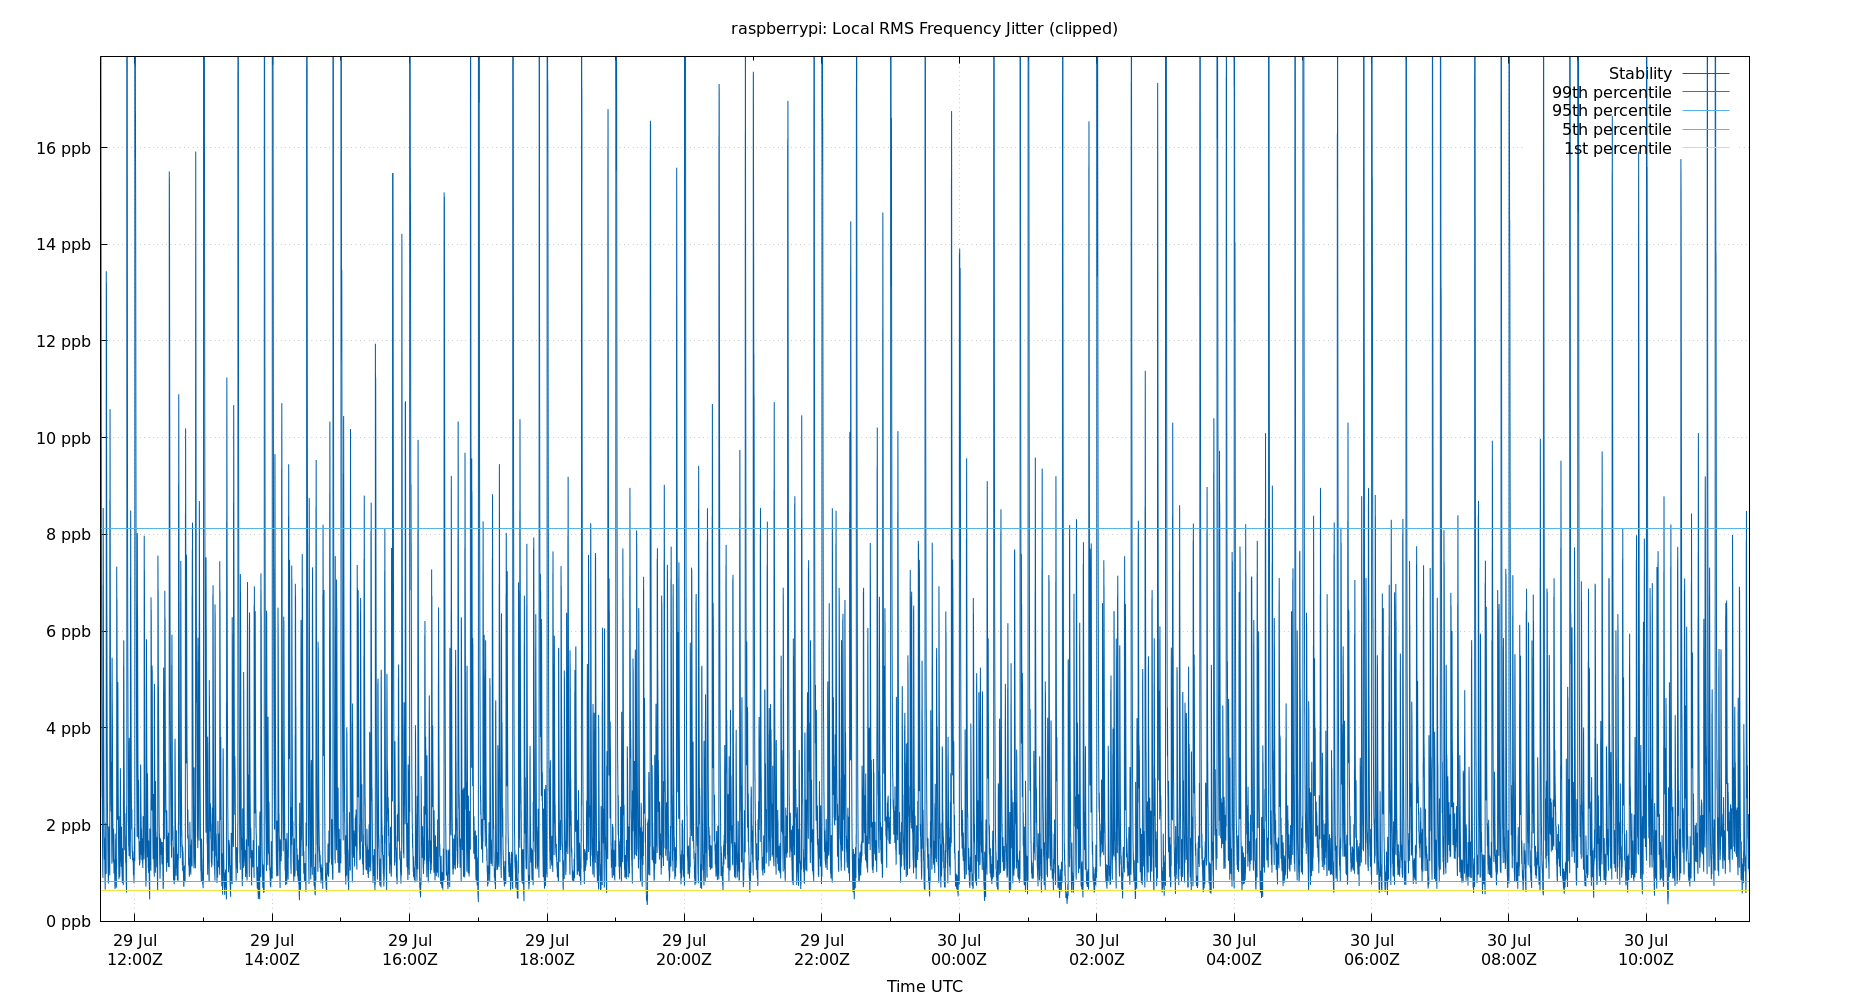 raspberrypi: Local RMS Frequency Jitter (clipped)
Stability
99th percentile
95th percentile
5th percentile
1st percentile
16 ppb
14 ppb
12 ppb
10 ppb
8 ppb
6 ppb
4 ppb
2 ppb
0 ppb
29 Jul 29 Jul 29 Jul 29 Jul 29 Jul 29 Jul 30 Jul 30 Jul 30 Jul 30 Jul 30 Jul 30 Jul
12:00Z 14:00Z 16:00Z 18:00Z 20:00Z 22:00Z 00:00Z 02:00Z 04:00Z 06:00Z 08:00Z 10:00Z
Time UTC